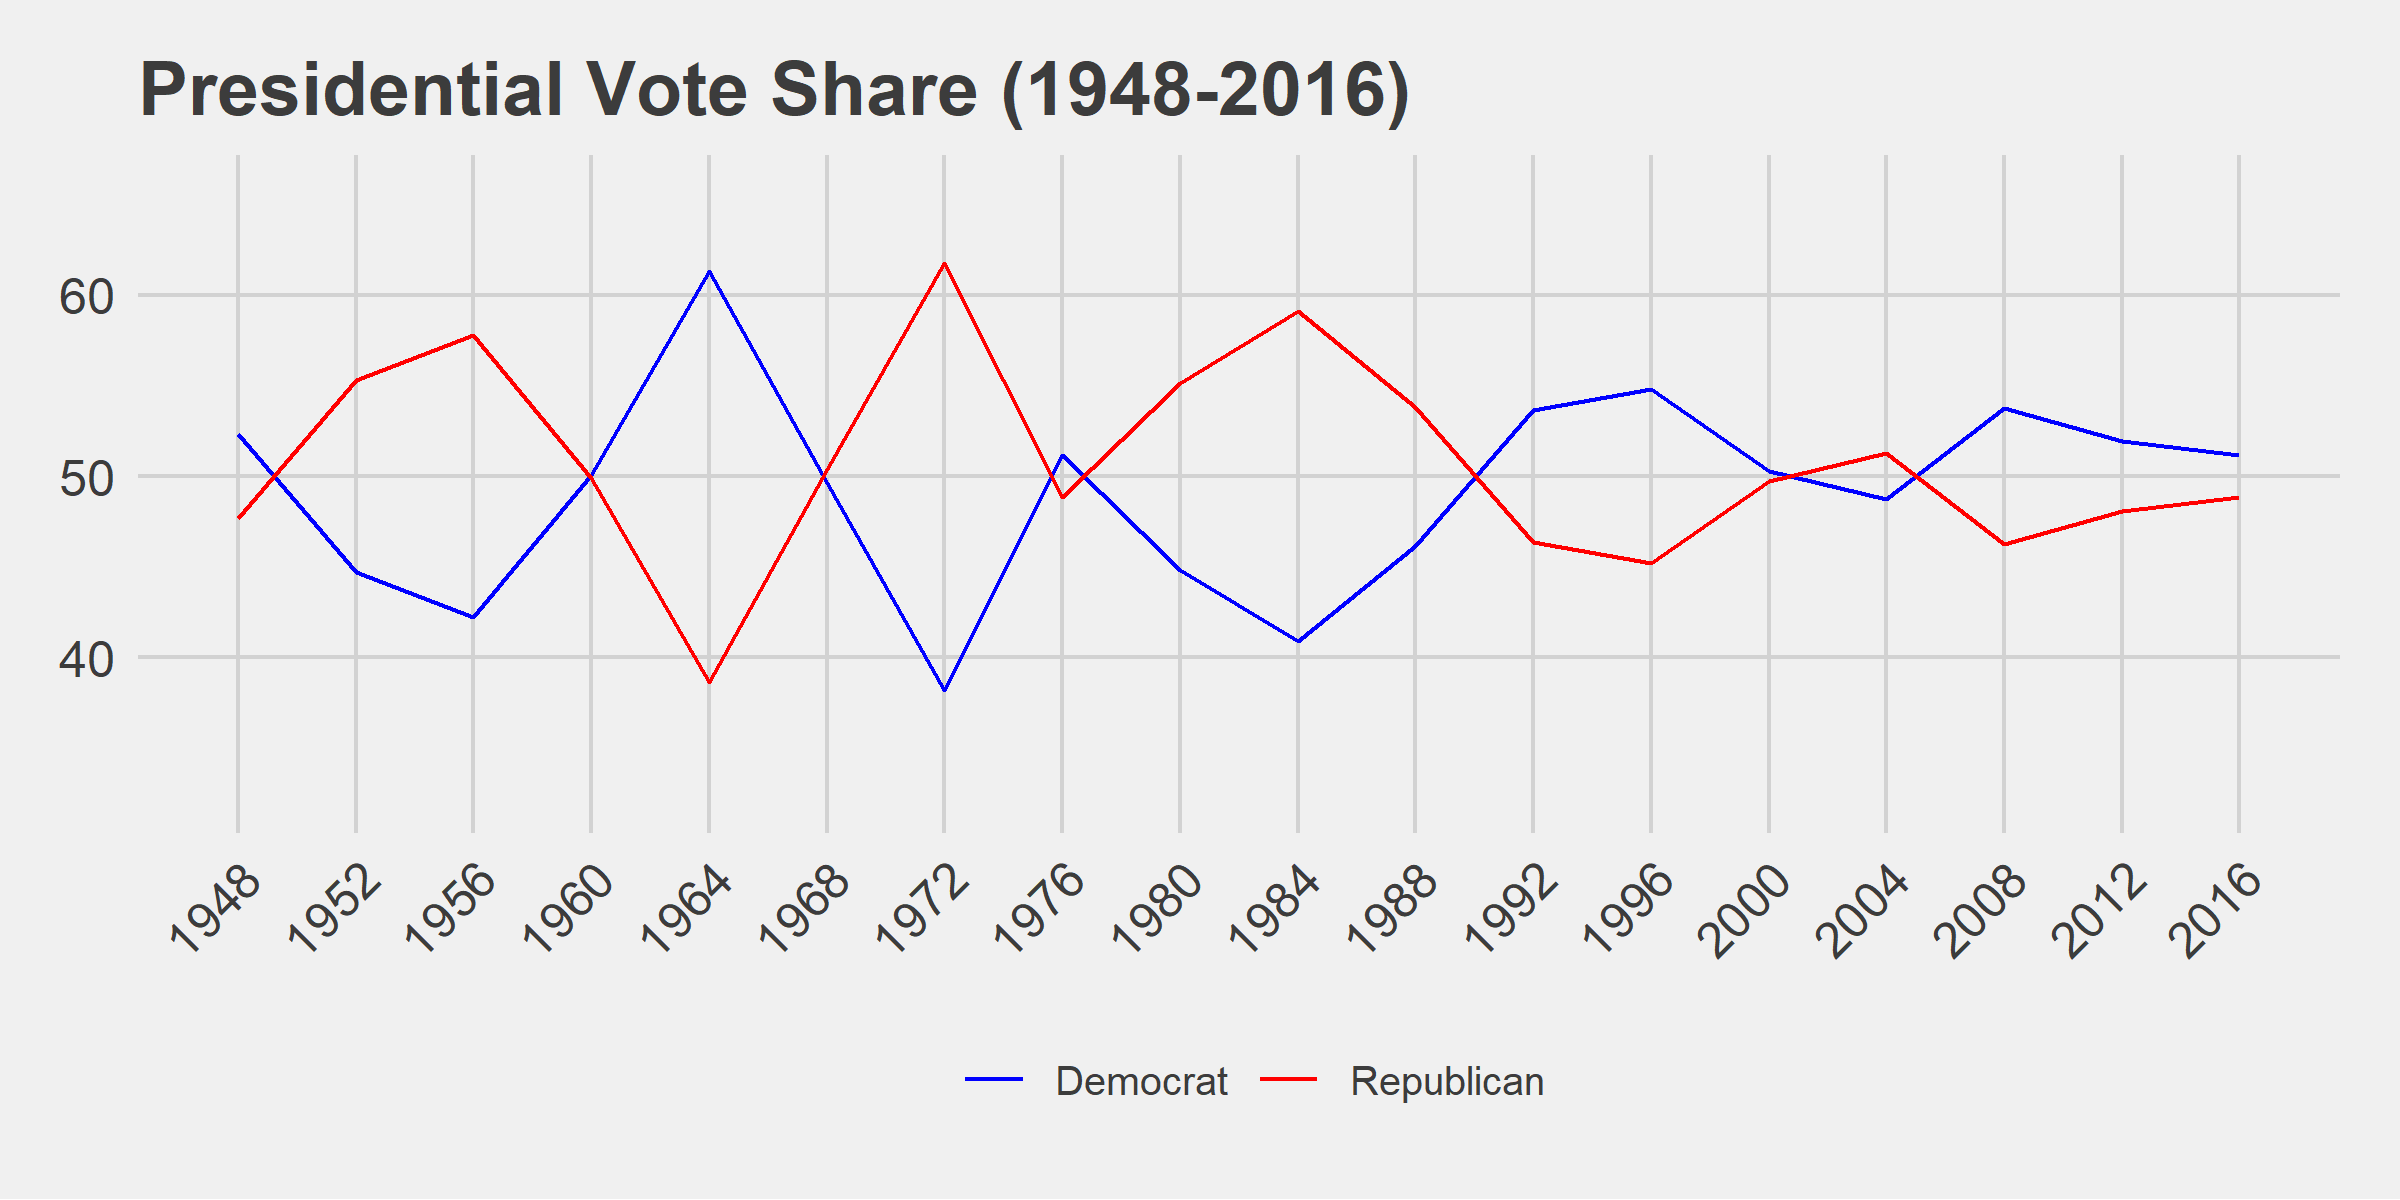 Presidential Vote Share (1948-2016)
60
50
40
1948 1952 1956 1960 1964 1968 1972 1976 1980 1984 1988 1992 1996 2000 2004 2008 2012 2016
Democrat Republican